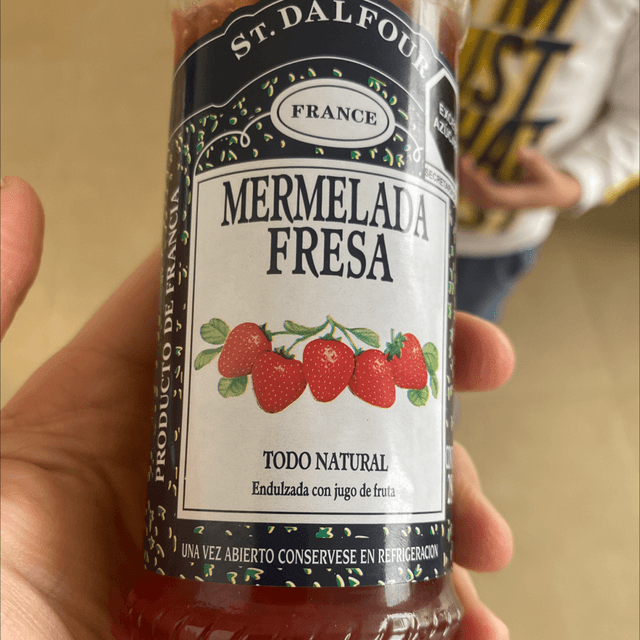 ST. DALFOUR
FRANCE
MERMELADA
FRESA
TODO NATURAL
Endulzada con jugo de fruta
UNA VEZ ABIERTO CONSERVESE EN REFRIGERACION
PRODUCTO DE FRANCIA